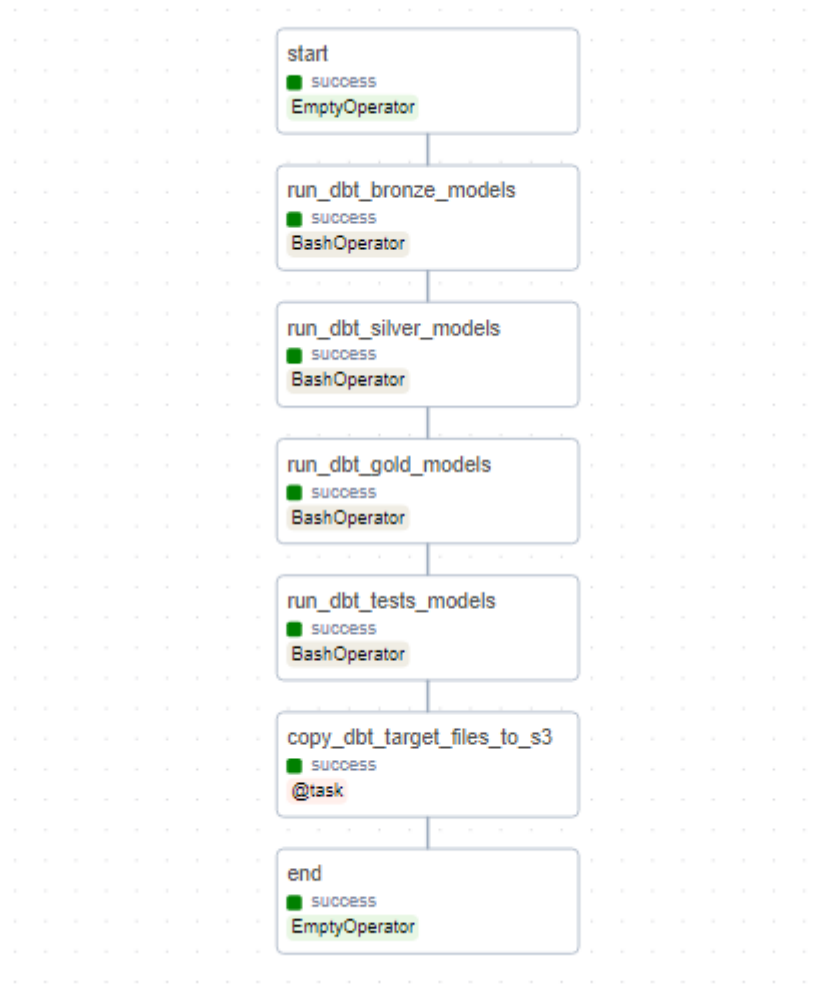 start
success
EmptyOperator
run_dbt_bronze_models
success
BashOperator
run_dbt_silver_models
success
BashOperator
run_dbt_gold_models
success
BashOperator
run_dbt_tests_models
success
BashOperator
copy_dbt_target_files_to_s3
success
@task
end
success
EmptyOperator